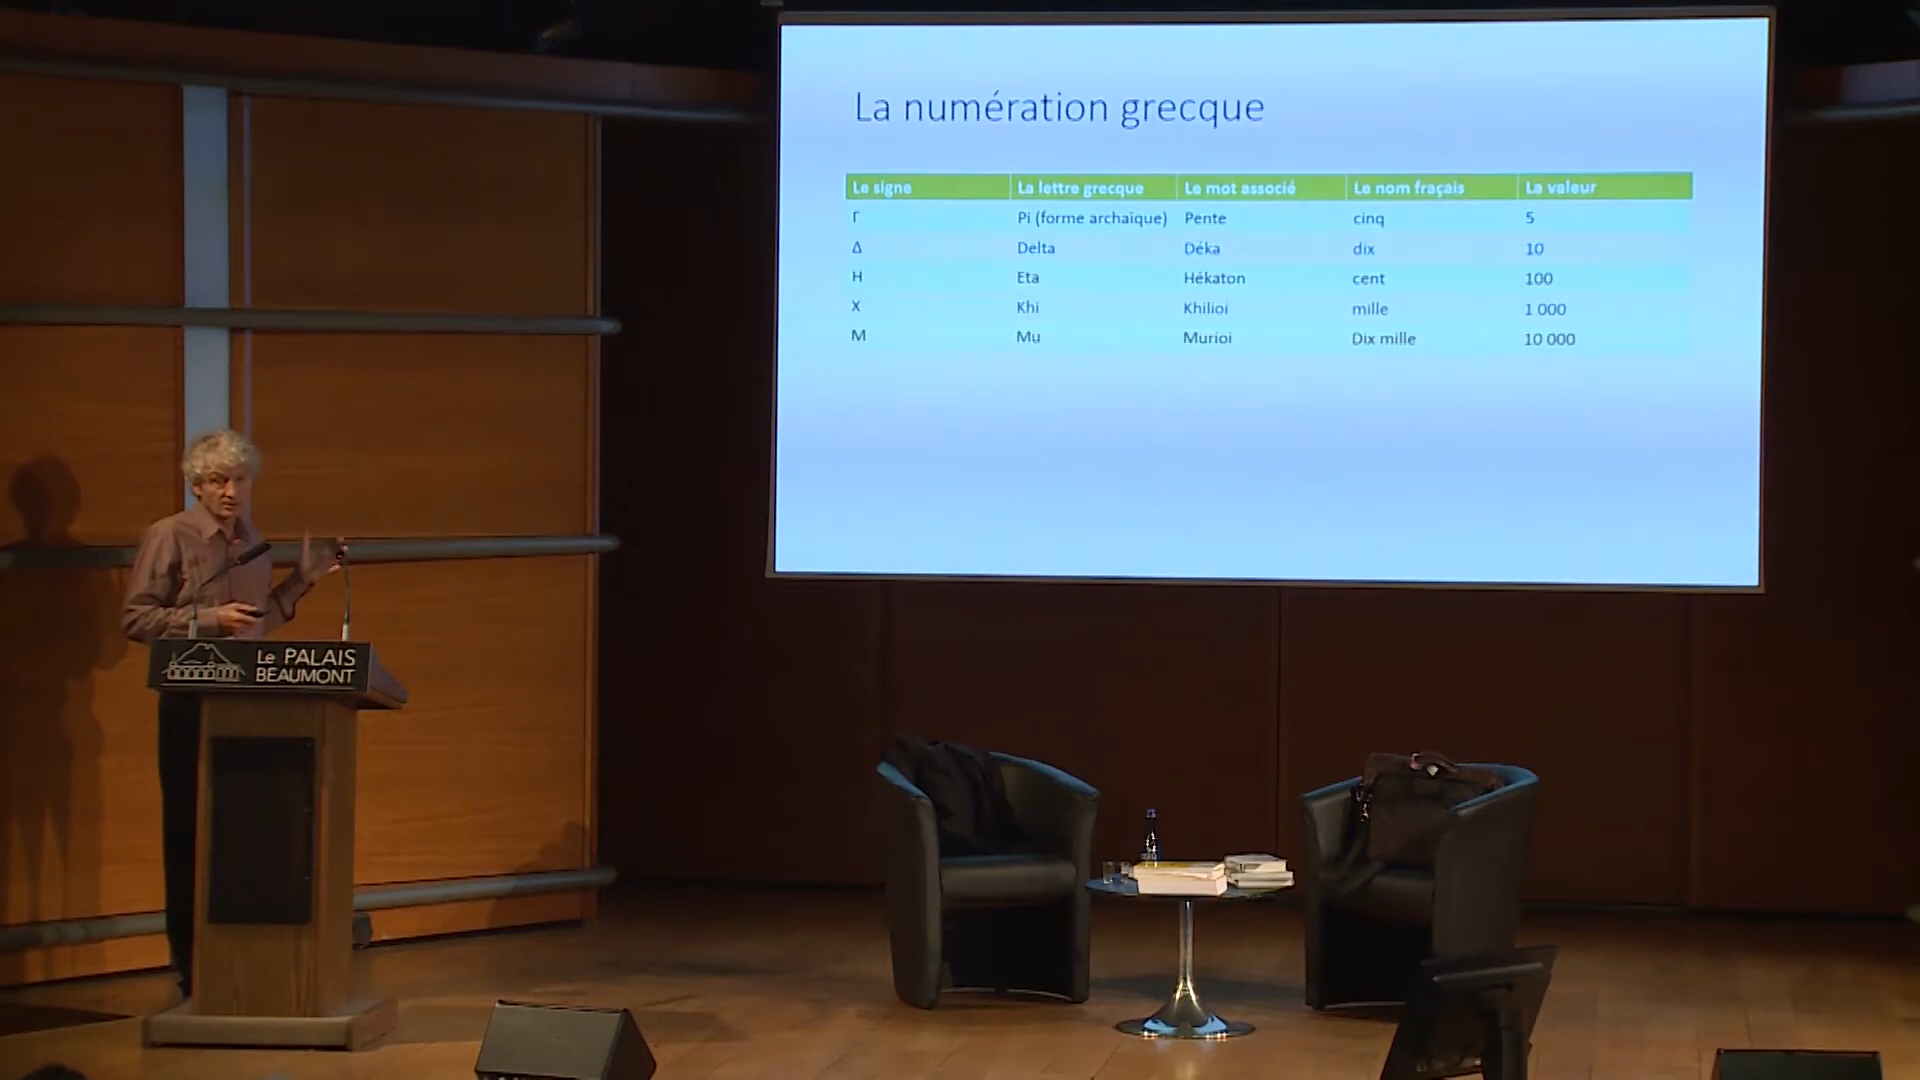 La numération grecque
Le signe La lettre grecque Le mot associé Le nom fraçais La valeur
Γ Pi (forme archaïque) Pente cinq 5
Δ Delta Déka dix 10
H Eta Hékaton cent 100
X Khi Khilioi mille 1 000
M Mu Murioi Dix mille 10 000
Le PALAIS
BEAUMONT